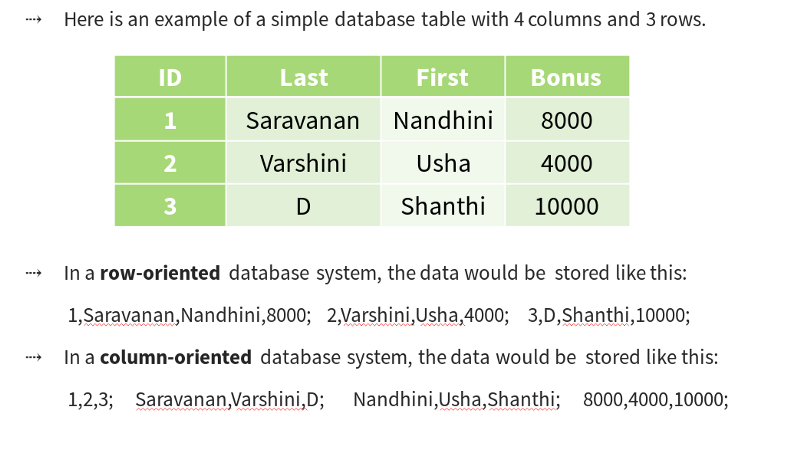 ⤑ Here is an example of a simple database table with 4 columns and 3 rows.
ID Last First Bonus
1 Saravanan Nandhini 8000
2 Varshini Usha 4000
3 D Shanthi 10000
⤑ In a row-oriented database system, the data would be stored like this:
1,Saravanan,Nandhini,8000; 2,Varshini,Usha,4000; 3,D,Shanthi,10000;
⤑ In a column-oriented database system, the data would be stored like this:
1,2,3; Saravanan,Varshini,D; Nandhini,Usha,Shanthi; 8000,4000,10000;